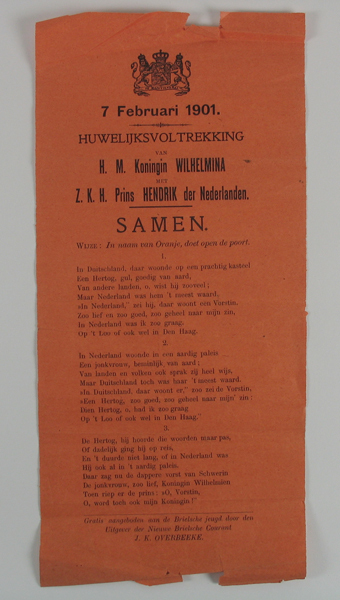 7 Februari 1901.
HUWELIJKSVOLTREKKING
VAN
H. M. Koningin WILHELMINA
MET
Z. K. H. Prins HENDRIK der Nederlanden.
SAMEN.
WIJZE: In naam van Oranje, doet open de poort.
1.
In Duitschland, daar woonde op een prachtig kasteel
Een Hertog, gul, goedig van aard,
Van andere landen, o, wist hij zooveel;
Maar Nederland was hem 't meest waard.
»In Nederland," zei hij, daar woont een Vorstin,
Zoo lief en zoo goed, zoo geheel naar mijn zin,
In Nederland was ik zoo graag,
Op 't Loo of ook wel in Den Haag.
2.
In Nederland woonde in een aardig paleis
Een jonkvrouw, beminlijk van aard;
Van landen en volken ook sprak zij heel wijs,
Maar Duitschland toch was haar 't meest waard.
»In Duitschland, daar woont er," zoo zei de Vorstin,
»Een Hertog, zoo goed, zoo geheel naar mijn zin;
Dien Hertog, o, had ik zoo graag
Op 't Loo of ook wel in Den Haag."
3.
De Hertog, hij hoorde die woorden maar pas,
Of dadelijk ging hij op reis,
En 't duurde niet lang, of in Nederland was
Hij ook al in 't aardig paleis.
Daar zag nu de dappere vorst van Schwerin
De jonkvrouw, zoo lief, Koningin Wilhelmien
Toen riep er de prins: »O, Vorstin,
O, word toch ook mijn Koningin!"
Gratis aangeboden aan de Brielsche jeugd door den
Uitgever der Nieuwe Brielsche Courant
J. K. OVERBEEKE.